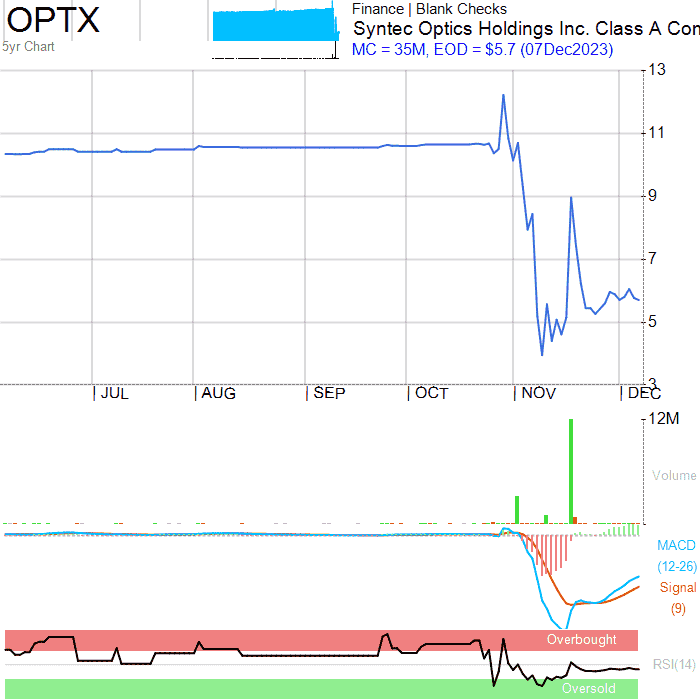 OPTX
5yr Chart
Finance | Blank Checks
Syntec Optics Holdings Inc. Class A Con
MC = 35M, EOD = $5.7 (07Dec2023)
13
11
9
7
5
3
| JUL | AUG | SEP | OCT | NOV | DEC
12M
Volume
MACD
(12-26)
Signal
(9)
Overbought
RSI(14)
Oversold